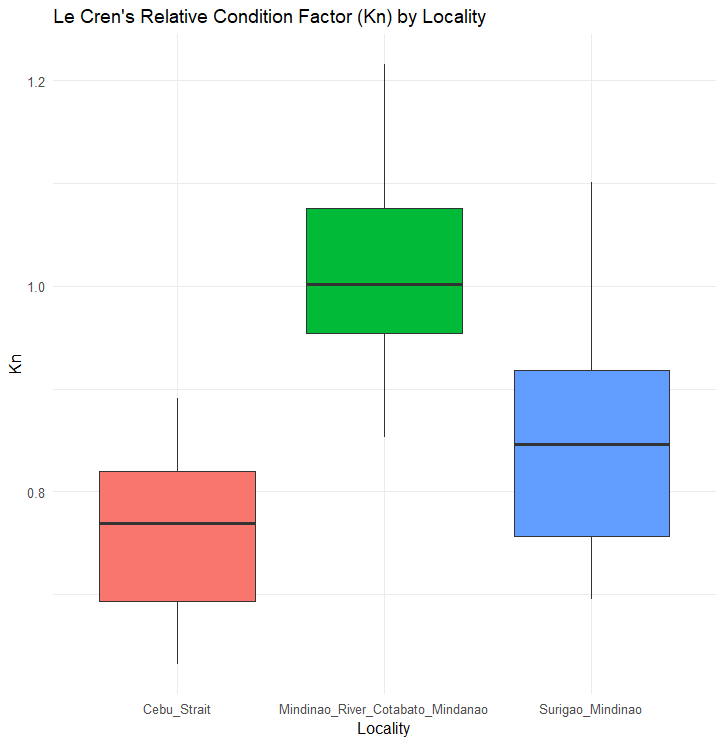 Le Cren's Relative Condition Factor (Kn) by Locality
1.2
1.0
0.8
Kn
Cebu_Strait
Mindinao_River_Cotabato_Mindanao
Surigao_Mindinao
Locality